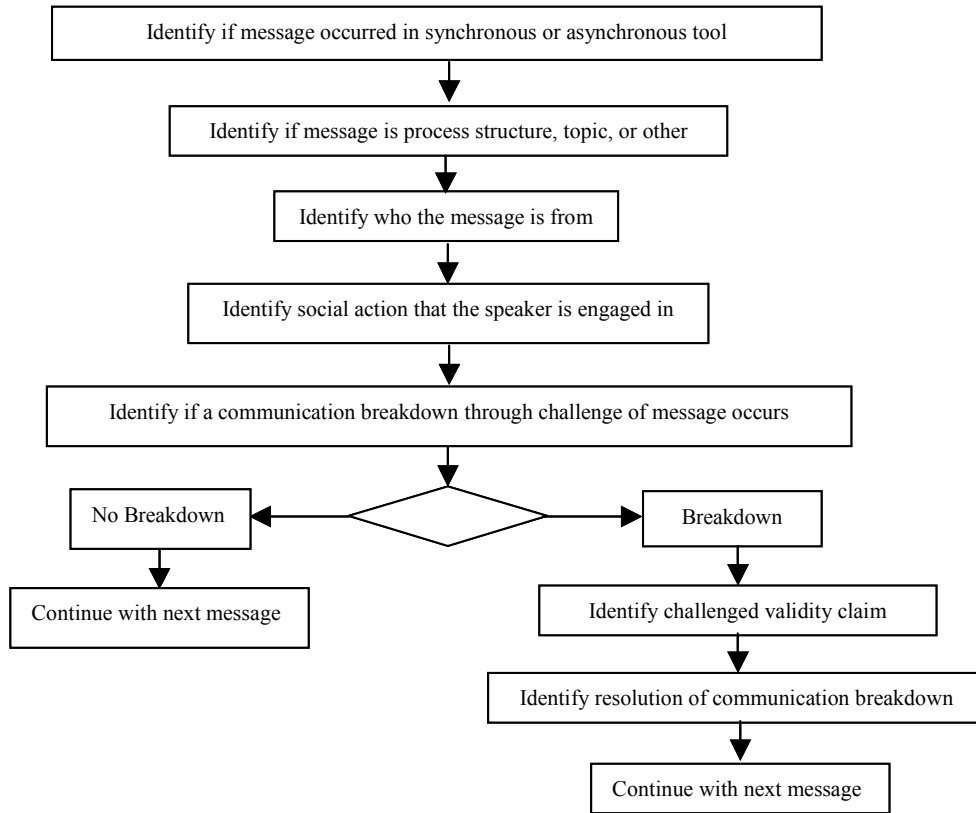 Identify if message occurred in synchronous or asynchronous tool
Identify if message is process structure, topic, or other
Identify who the message is from
Identify social action that the speaker is engaged in
Identify if a communication breakdown through challenge of message occurs
No Breakdown
Breakdown
Continue with next message
Identify challenged validity claim
Identify resolution of communication breakdown
Continue with next message